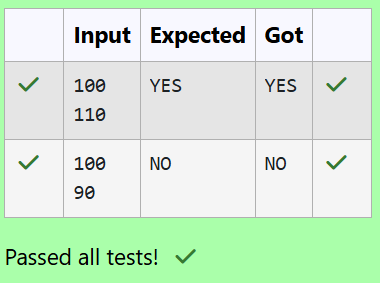 Input Expected Got
100 YES YES
110
100 NO NO
90
Passed all tests!